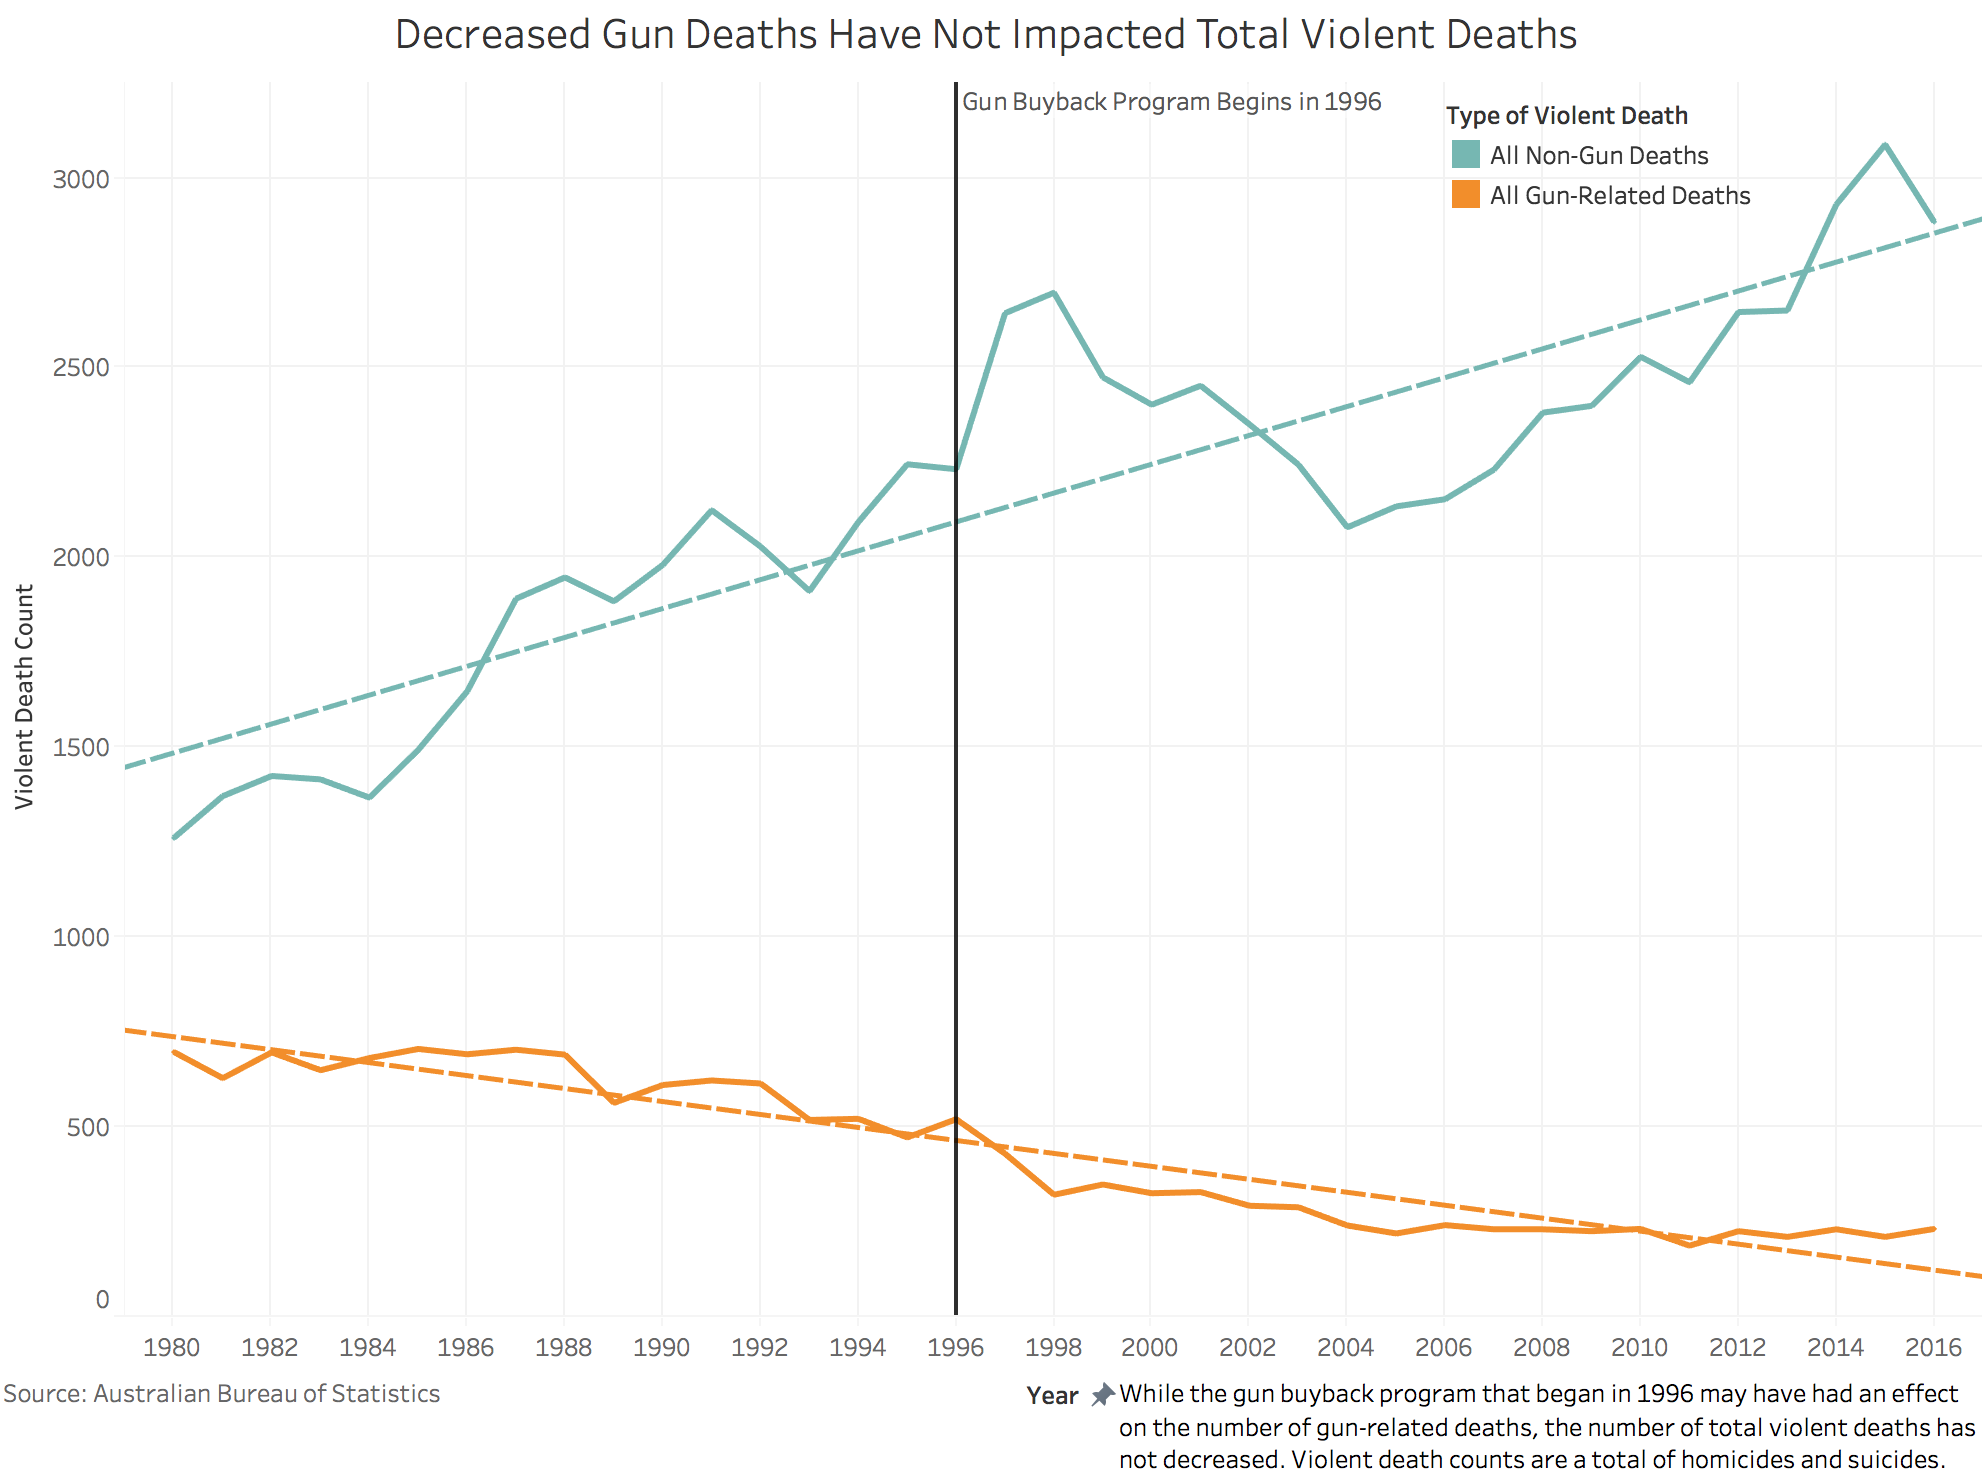 Decreased Gun Deaths Have Not Impacted Total Violent Deaths
Gun Buyback Program Begins in 1996
Type of Violent Death
All Non-Gun Deaths
All Gun-Related Deaths
3000
2500
2000
1500
1000
500
0
Violent Death Count
1980 1982 1984 1986 1988 1990 1992 1994 1996 1998 2000 2002 2004 2006 2008 2010 2012 2014 2016
Source: Australian Bureau of Statistics
Year
While the gun buyback program that began in 1996 may have had an effect
on the number of gun-related deaths, the number of total violent deaths has
not decreased. Violent death counts are a total of homicides and suicides.